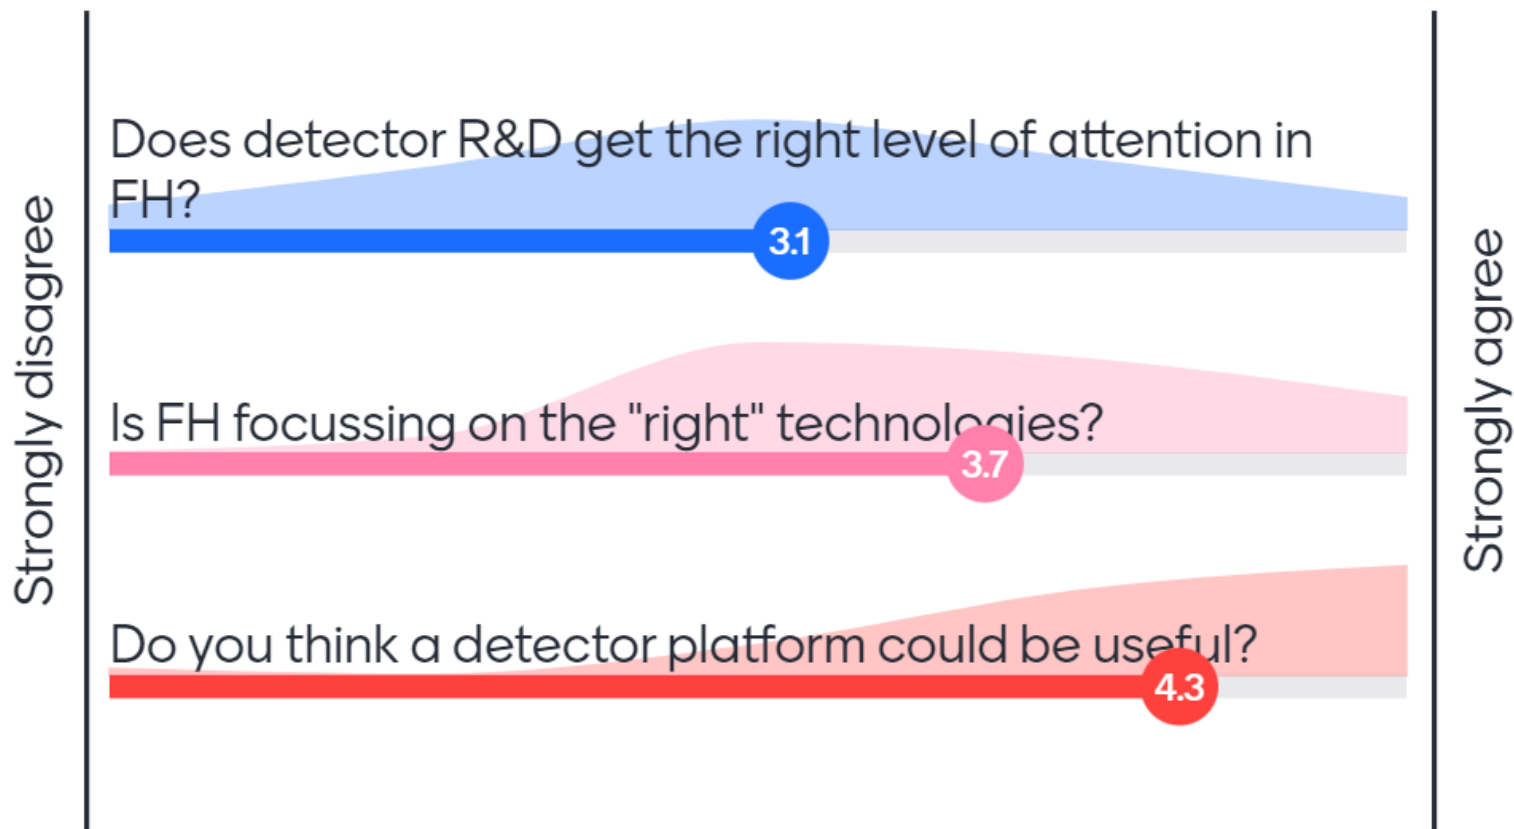 Strongly disagree
Does detector R&D get the right level of attention in
FH?
3.1
Is FH focussing on the "right" technologies?
3.7
Do you think a detector platform could be useful?
4.3
Strongly agree